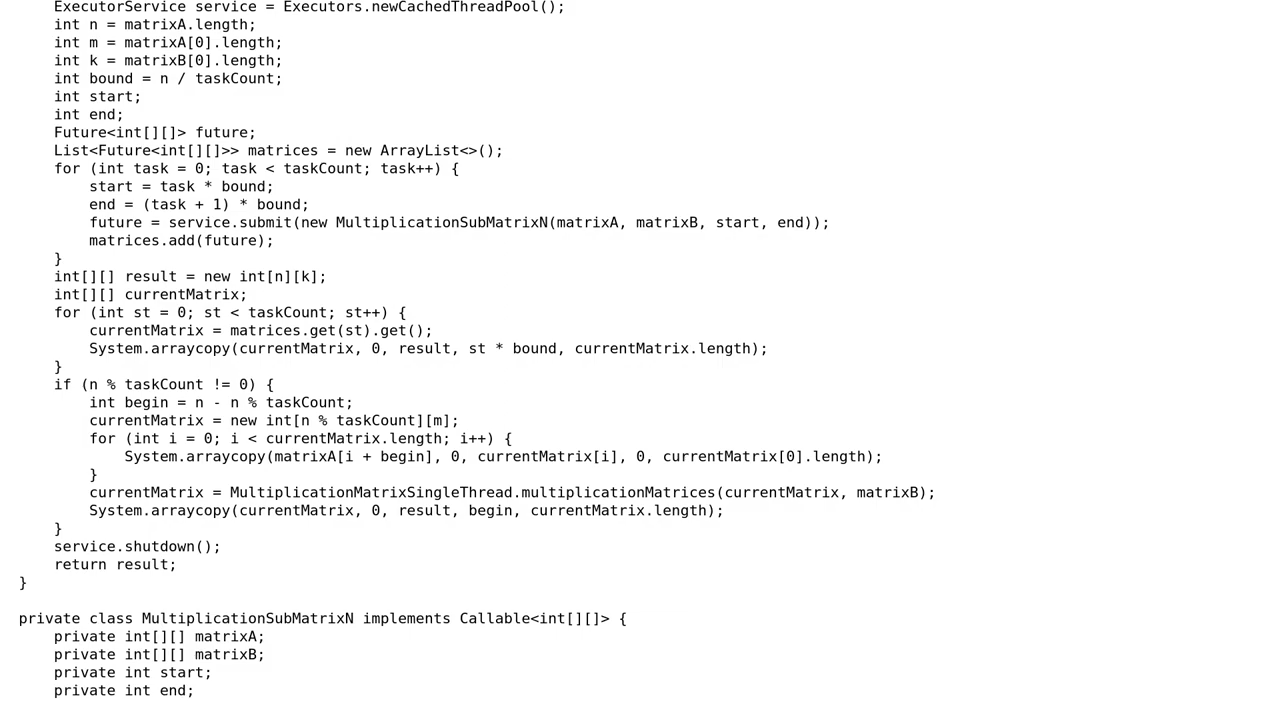 ExecutorService service = Executors.newCachedThreadPool();
int n = matrixA.length;
int m = matrixA[0].length;
int k = matrixB[0].length;
int bound = n / taskCount;
int start;
int end;
Future<int[][]> future;
List<Future<int[][]>> matrices = new ArrayList<>();
for (int task = 0; task < taskCount; task++) {
start = task * bound;
end = (task + 1) * bound;
future = service.submit(new MultiplicationSubMatrixN(matrixA, matrixB, start, end));
matrices.add(future);
}
int[][] result = new int[n][k];
int[][] currentMatrix;
for (int st = 0; st < taskCount; st++) {
currentMatrix = matrices.get(st).get();
System.arraycopy(currentMatrix, 0, result, st * bound, currentMatrix.length);
}
if (n % taskCount != 0) {
int begin = n - n % taskCount;
currentMatrix = new int[n % taskCount][m];
for (int i = 0; i < currentMatrix.length; i++) {
System.arraycopy(matrixA[i + begin], 0, currentMatrix[i], 0, currentMatrix[0].length);
}
currentMatrix = MultiplicationMatrixSingleThread.multiplicationMatrices(currentMatrix, matrixB);
System.arraycopy(currentMatrix, 0, result, begin, currentMatrix.length);
}
service.shutdown();
return result;
}
private class MultiplicationSubMatrixN implements Callable<int[][]> {
private int[][] matrixA;
private int[][] matrixB;
private int start;
private int end;